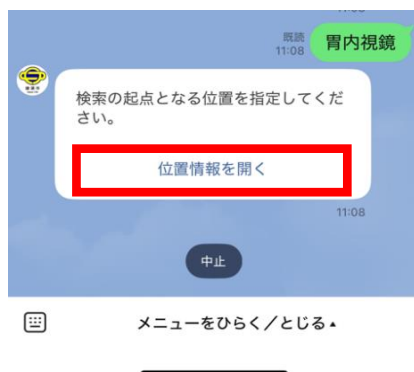 既読
11:08
胃内視鏡
検索の起点となる位置を指定してくだ
さい。
位置情報を開く
11:08
中止
メニューをひらく／とじる▲